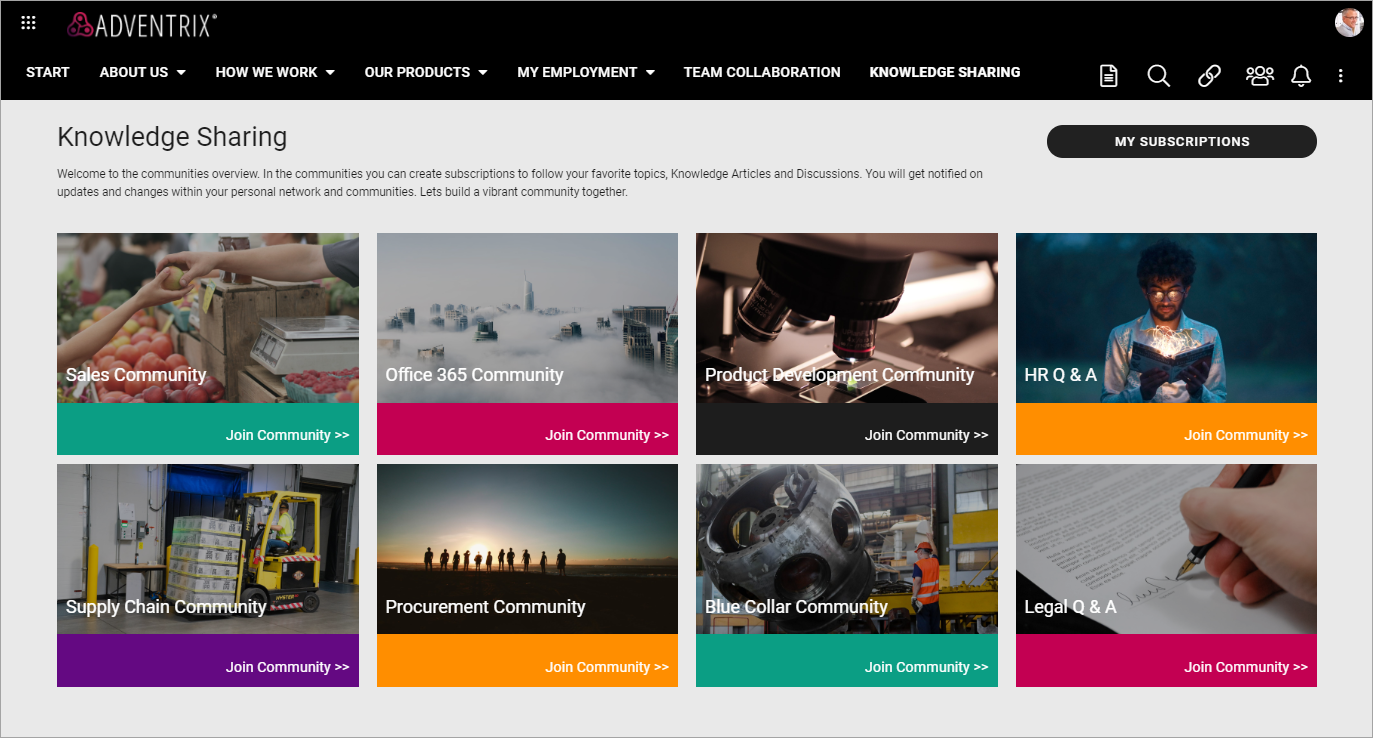 ADVENTRIX®
START ABOUT US HOW WE WORK OUR PRODUCTS MY EMPLOYMENT TEAM COLLABORATION KNOWLEDGE SHARING
Knowledge Sharing
MY SUBSCRIPTIONS
Welcome to the communities overview. In the communities you can create subscriptions to follow your favorite topics, Knowledge Articles and Discussions. You will get notified on
updates and changes within your personal network and communities. Lets build a vibrant community together.
Sales Community
Office 365 Community
Product Development Community
HR Q & A
Join Community >>
Join Community >>
Join Community >>
Join Community >>
Supply Chain Community
Procurement Community
Blue Collar Community
Legal Q & A
Join Community >>
Join Community >>
Join Community >>
Join Community >>